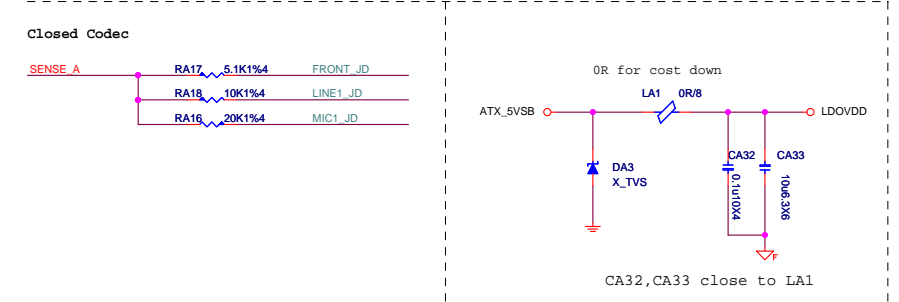 Closed Codec
SENSE_A
RA17 5.1K1%4 FRONT_JD
RA18 10K1%4 LINE1_JD
RA16 20K1%4 MIC1_JD
0R for cost down
LA1 0R/8
ATX_5VSB
LDOVDD
DA3
X_TVS
CA32
0.1u10X4
CA33
10u6.3X6
F
CA32,CA33 close to LA1